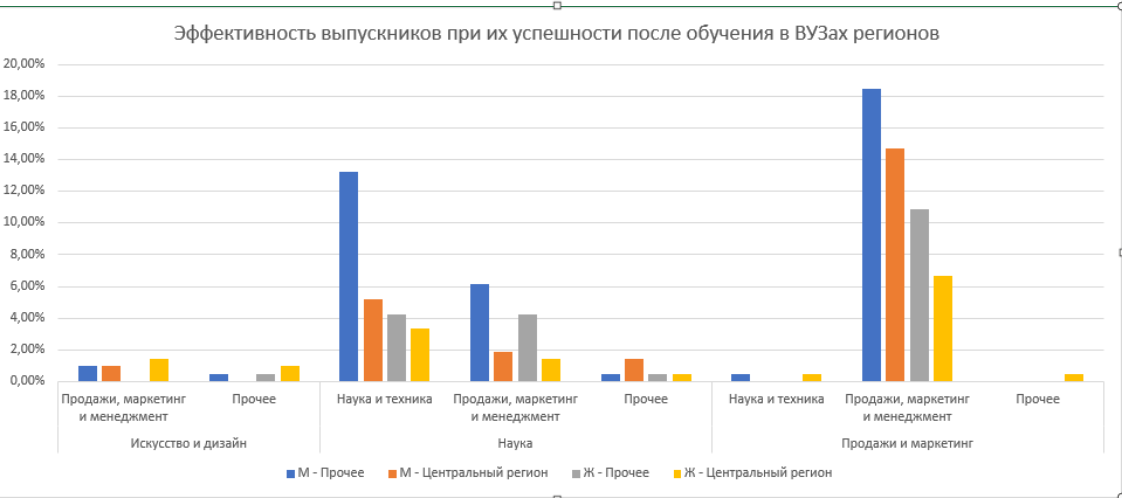 Эффективность выпускников при их успешности после обучения в ВУЗах регионов
20,00%
18,00%
16,00%
14,00%
12,00%
10,00%
8,00%
6,00%
4,00%
2,00%
0,00%
Продажи, маркетинг
и менеджмент
Прочее
Наука и техника
Продажи, маркетинг
и менеджмент
Прочее
Наука и техника
Продажи, маркетинг
и менеджмент
Прочее
Искусство и дизайн
Наука
Продажи и маркетинг
М - Прочее
М - Центральный регион
Ж - Прочее
Ж - Центральный регион